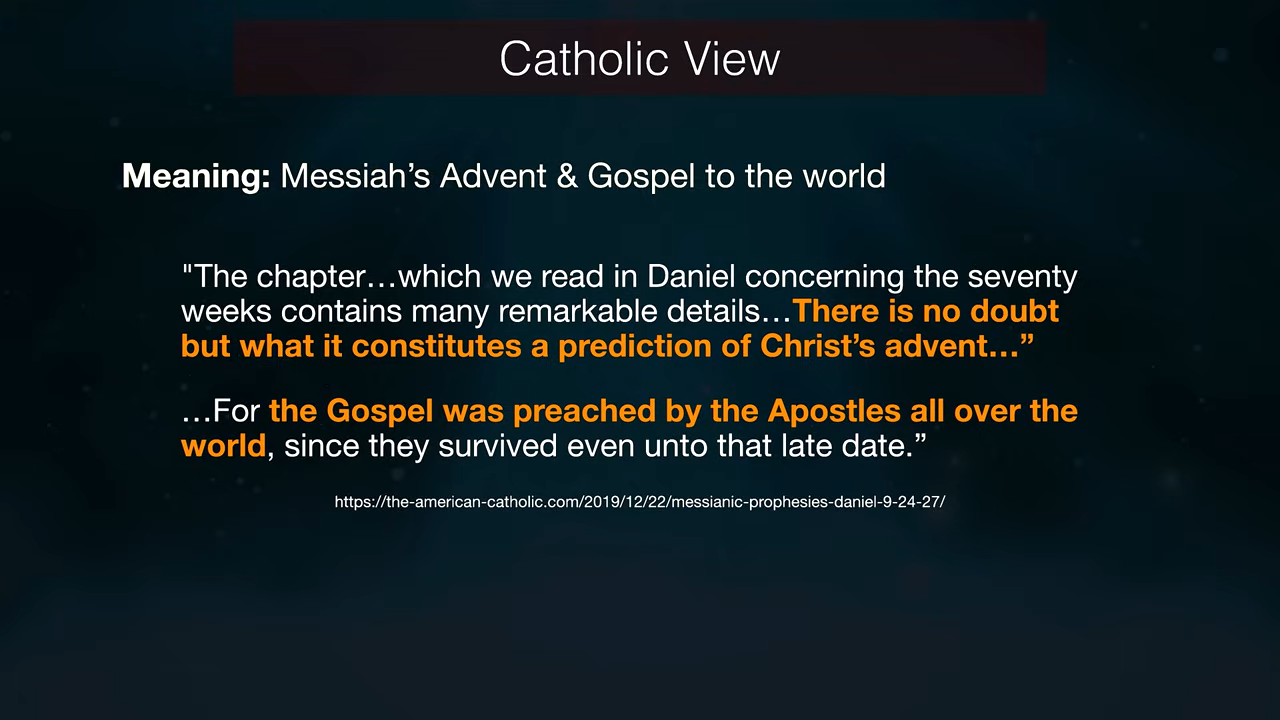 Catholic View
Meaning: Messiah’s Advent & Gospel to the world
"The chapter…which we read in Daniel concerning the seventy
weeks contains many remarkable details…There is no doubt
but what it constitutes a prediction of Christ’s advent…”
…For the Gospel was preached by the Apostles all over the
world, since they survived even unto that late date.”
https://the-american-catholic.com/2019/12/22/messianic-prophesies-daniel-9-24-27/